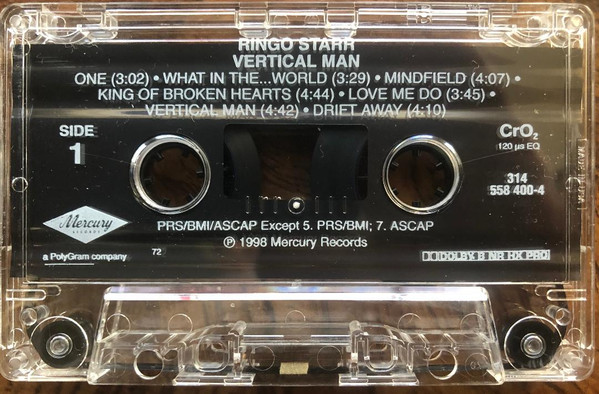 RINGO STARR
VERTICAL MAN
ONE (3:02) • WHAT IN THE...WORLD (3:29) • MINDFIELD (4:07) •
KING OF BROKEN HEARTS (4:44) • LOVE ME DO (3:45) •
VERTICAL MAN (4:42) • DRIFT AWAY (4:19)
SIDE
1
CrO2
120 µs EQ
314
558 400-4
Mercury
RECORDS
a PolyGram company
72
PRS/BMI/ASCAP Except 5. PRS/BMI; 7. ASCAP
℗ 1998 Mercury Records
DOLBY B NR HX PRO